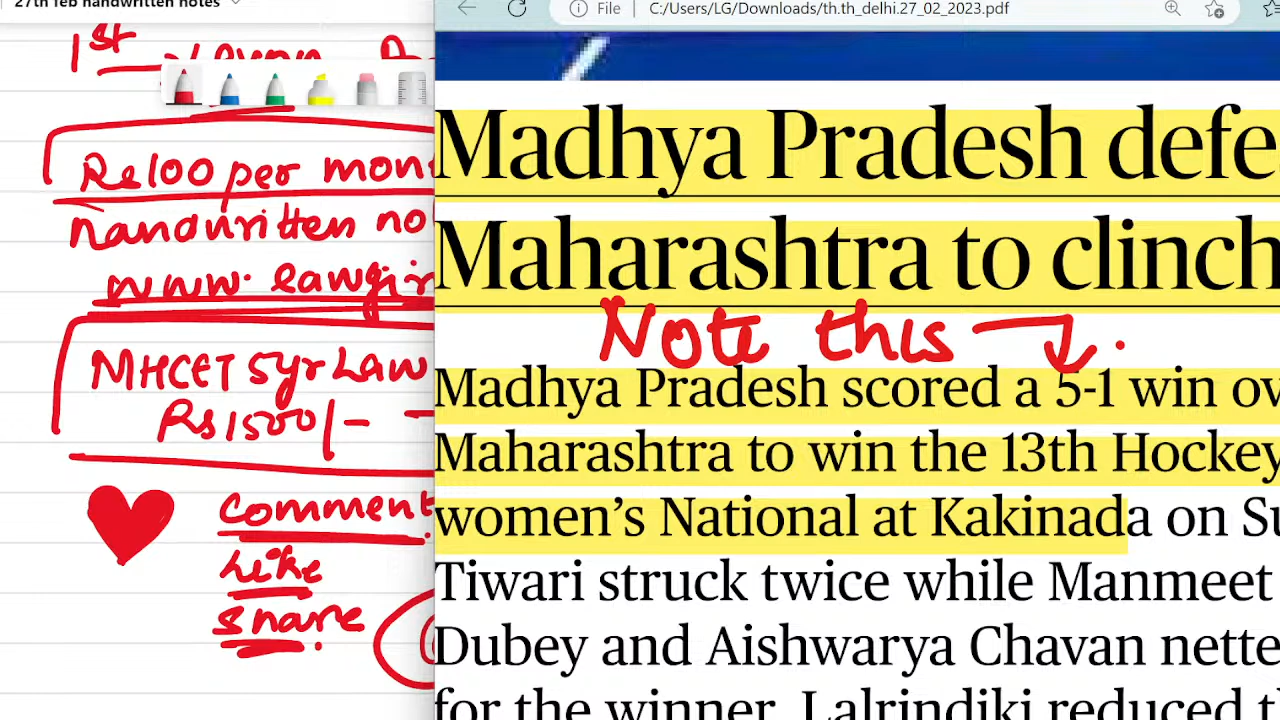 27th feb handwritten notes
1st
Rs100 per mon
handwritten no
www.lawgir
MHCET 5yr Law
Rs1500/-
comment
Like
share
File
C:/Users/LG/Downloads/th.th_delhi.27_02_2023.pdf
Madhya Pradesh defe
Maharashtra to clinch
Note this
Madhya Pradesh scored a 5-1 win ov
Maharashtra to win the 13th Hockey
women's National at Kakinada on Su
Tiwari struck twice while Manmeet
Dubey and Aishwarya Chavan nette
for the winner. Lalrindiki reduced t